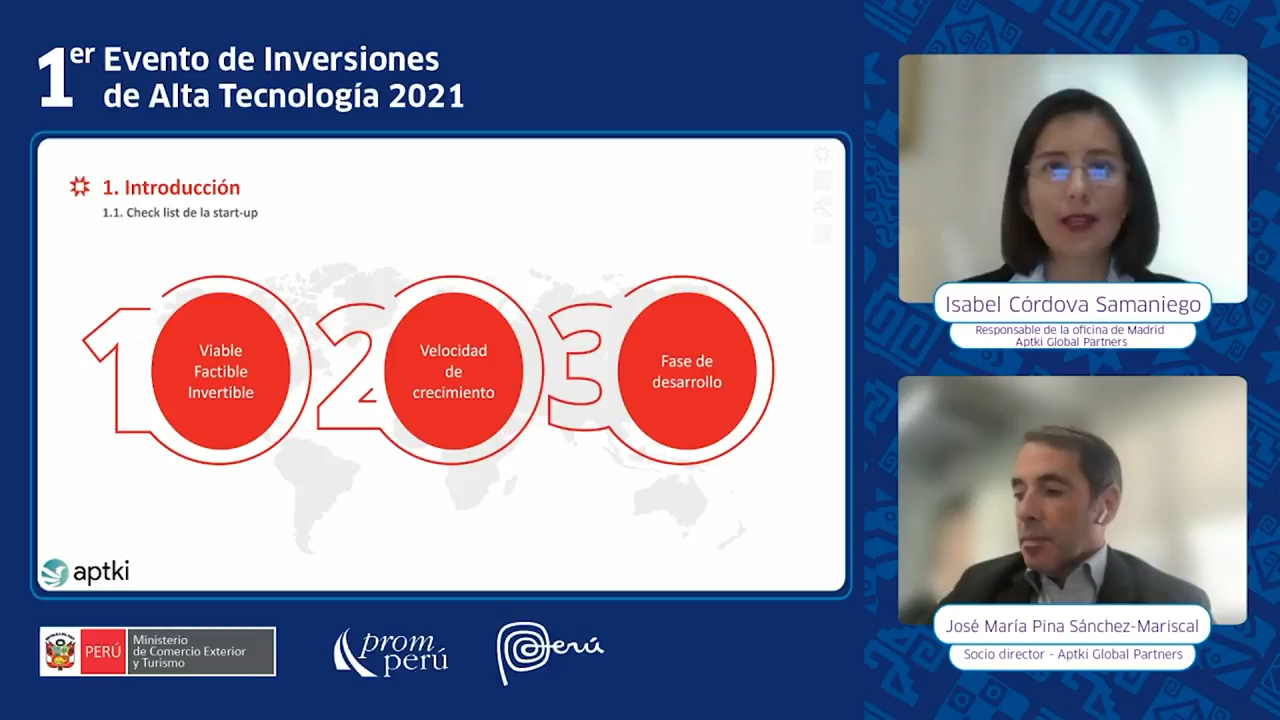 1er Evento de Inversiones
de Alta Tecnología 2021
1. Introducción
1.1. Check list de la start-up
1
Viable
Factible
Invertible
2
Velocidad
de
crecimiento
3
Fase de
desarrollo
aptki
PERÚ
Ministerio
de Comercio Exterior
y Turismo
prom
perú
Perú
Isabel Córdova Samaniego
Responsable de la oficina de Madrid
Aptki Global Partners
José María Pina Sánchez-Mariscal
Socio director - Aptki Global Partners